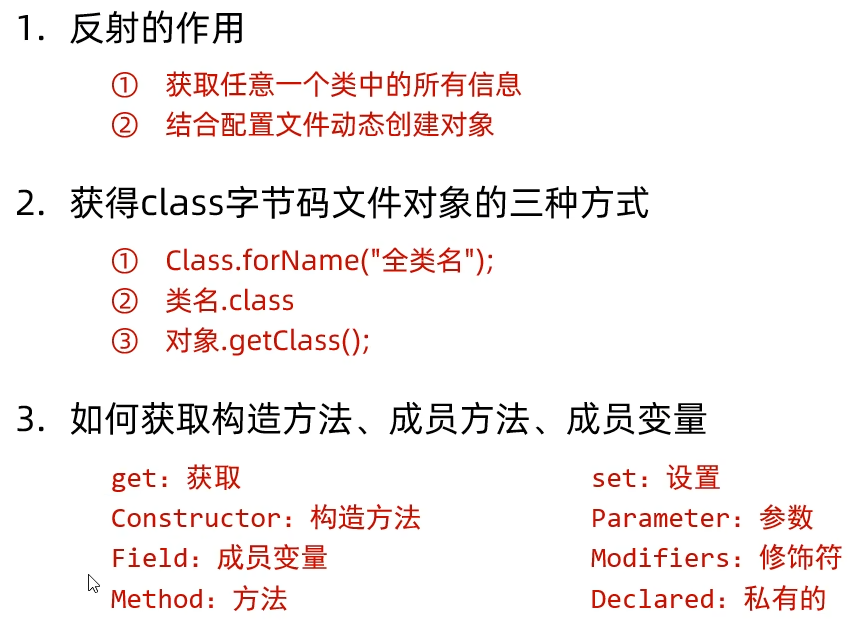 1. 反射的作用
① 获取任意一个类中的所有信息
② 结合配置文件动态创建对象
2. 获得class字节码文件对象的三种方式
① Class.forName("全类名");
② 类名.class
③ 对象.getClass();
3. 如何获取构造方法、成员方法、成员变量
get：获取 set：设置
Constructor：构造方法 Parameter：参数
Field：成员变量 Modifiers：修饰符
Method：方法 Declared：私有的